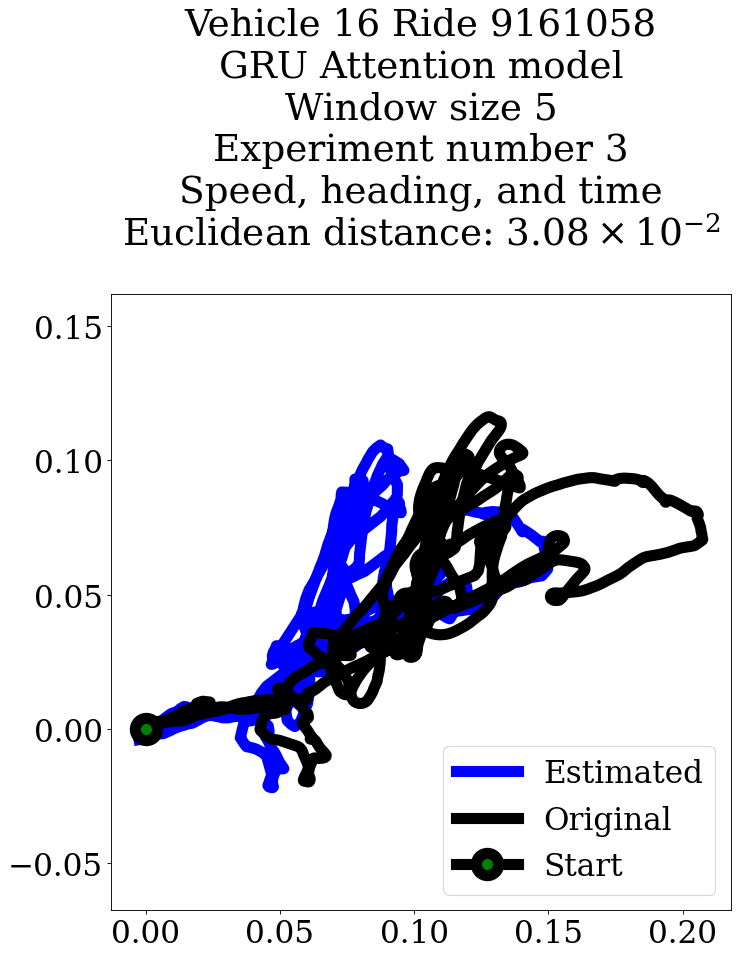 Vehicle 16 Ride 9161058
GRU Attention model
Window size 5
Experiment number 3
Speed, heading, and time
Euclidean distance: 3.08 × 10⁻²
0.15
0.10
0.05
0.00
−0.05
0.00 0.05 0.10 0.15 0.20
Estimated
Original
Start